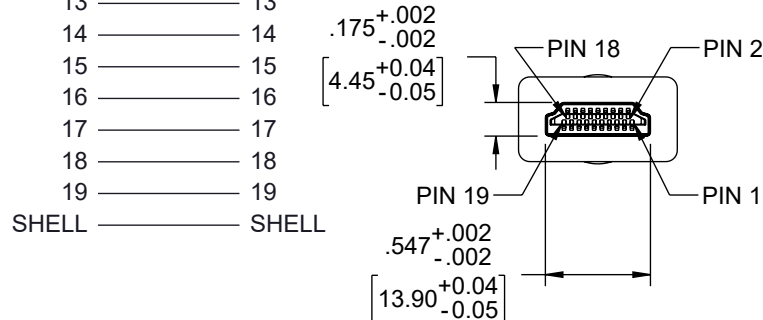 13 13
14 14
15 15
16 16
17 17
18 18
19 19
SHELL SHELL
.175 +.002 -.002
[4.45 +0.04 -0.05]
PIN 18 PIN 2
PIN 19 PIN 1
.547 +.002 -.002
[13.90 +0.04 -0.05]